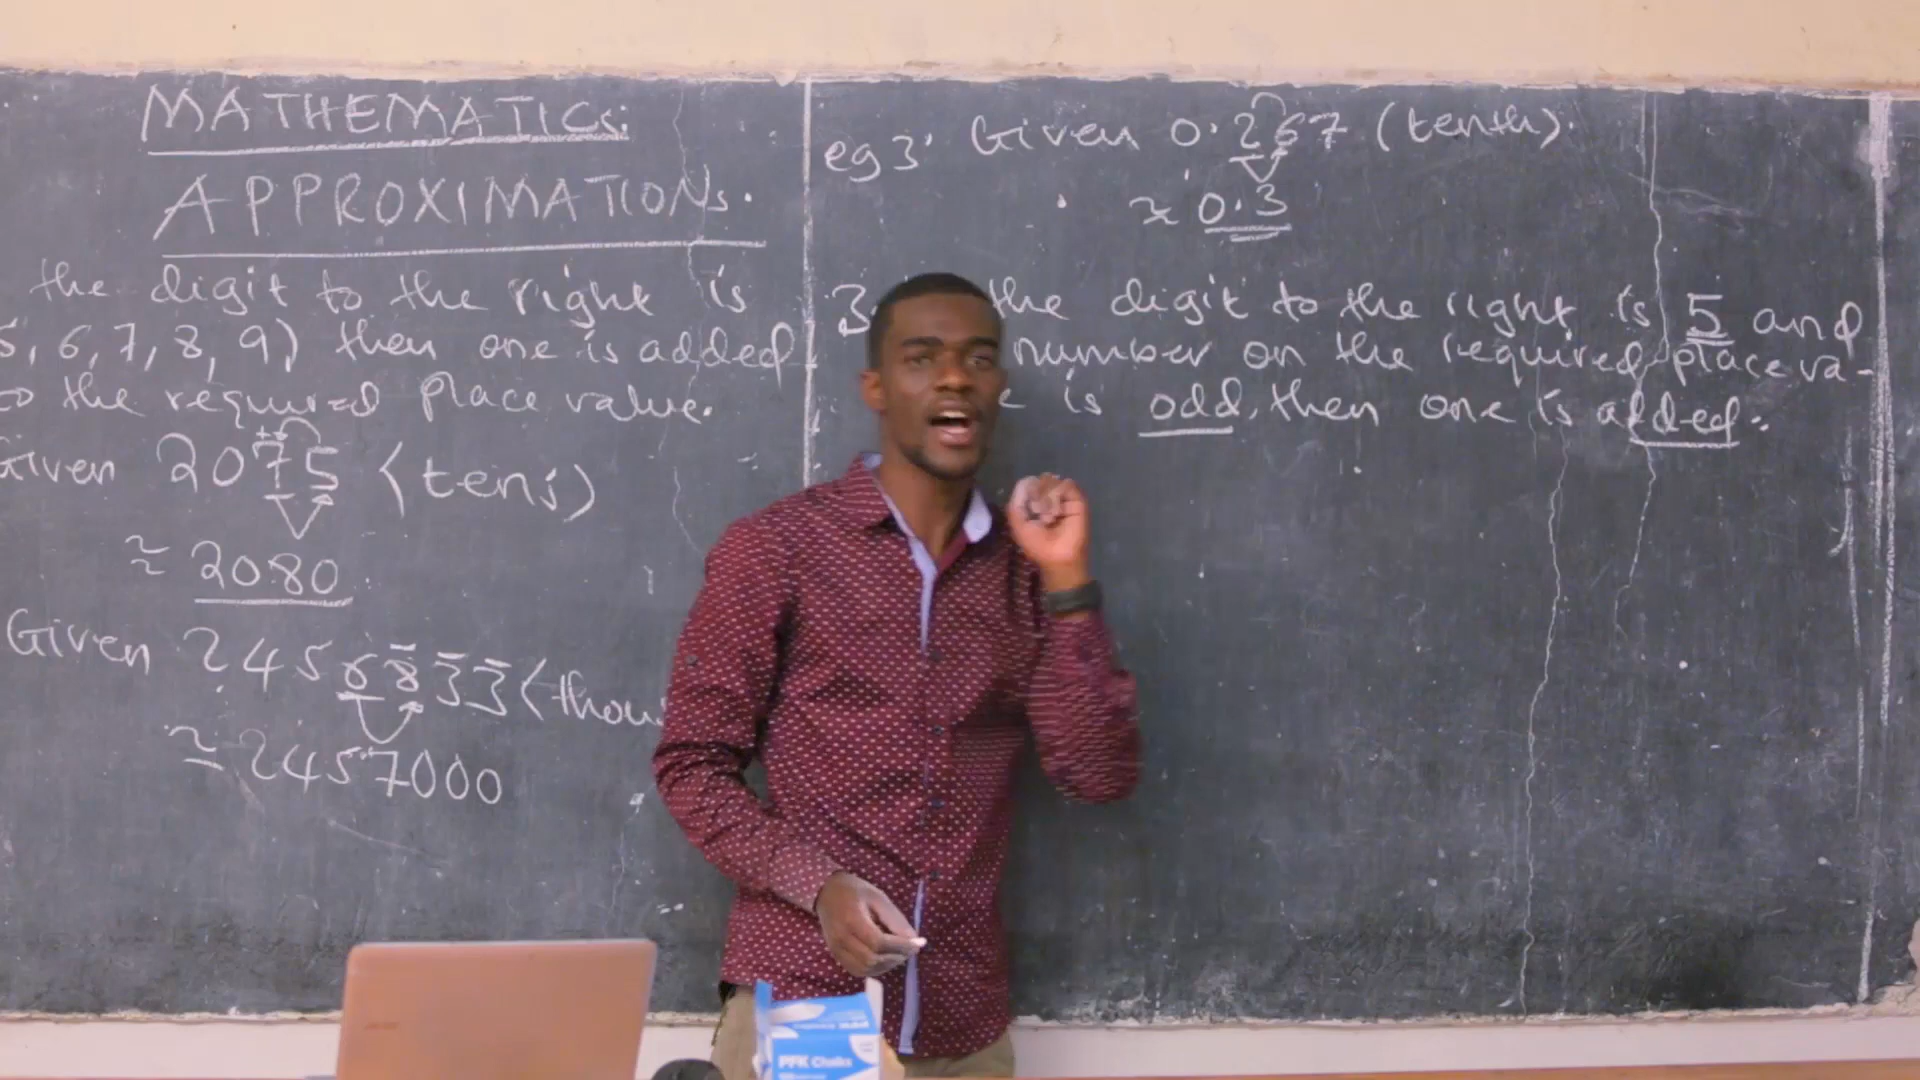 MATHEMATICS:
APPROXIMATIONS.
the digit to the right is
5, 6, 7, 8, 9) then one is added
to the required place value.
Given 2075 (tens)
≈ 2080
Given 2456833 (thou
≈ 2457000
eg 3. Given 0.267 (tenth).
≈ 0.3
3. the digit to the right is 5 and
number on the required place va-
e is odd, then one is added.
PFK Chalks